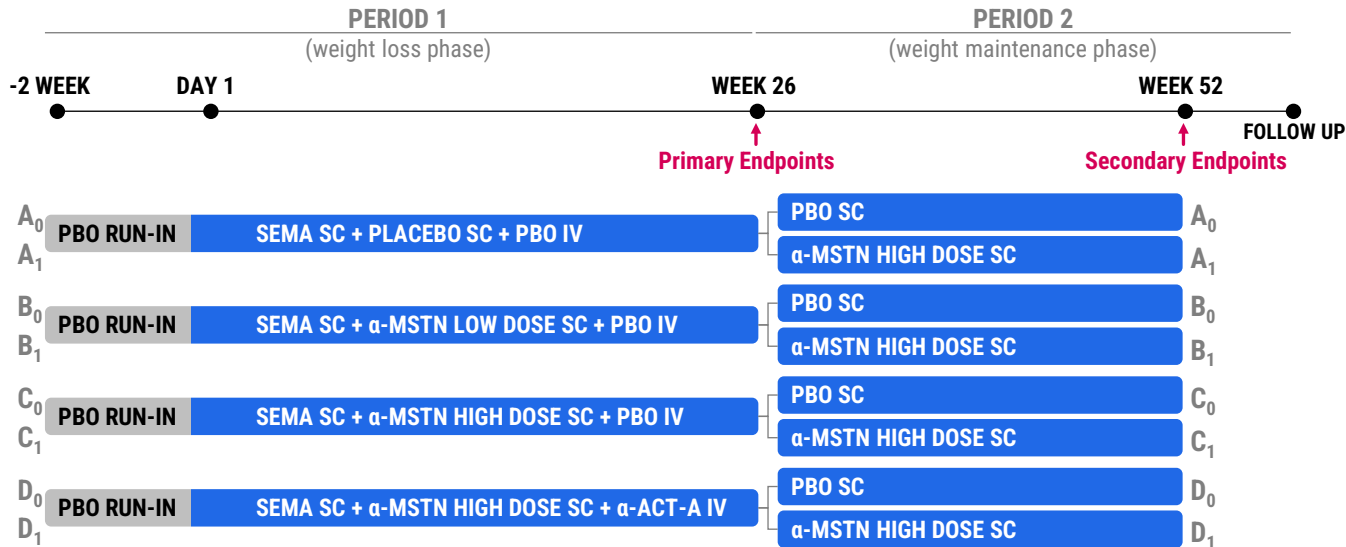 PERIOD 1
(weight loss phase)
PERIOD 2
(weight maintenance phase)
-2 WEEK
DAY 1
WEEK 26
WEEK 52
FOLLOW UP
Primary Endpoints
Secondary Endpoints
A₀
A₁
PBO RUN-IN
SEMA SC + PLACEBO SC + PBO IV
PBO SC
α-MSTN HIGH DOSE SC
A₀
A₁
B₀
B₁
PBO RUN-IN
SEMA SC + α-MSTN LOW DOSE SC + PBO IV
PBO SC
α-MSTN HIGH DOSE SC
B₀
B₁
C₀
C₁
PBO RUN-IN
SEMA SC + α-MSTN HIGH DOSE SC + PBO IV
PBO SC
α-MSTN HIGH DOSE SC
C₀
C₁
D₀
D₁
PBO RUN-IN
SEMA SC + α-MSTN HIGH DOSE SC + α-ACT-A IV
PBO SC
α-MSTN HIGH DOSE SC
D₀
D₁